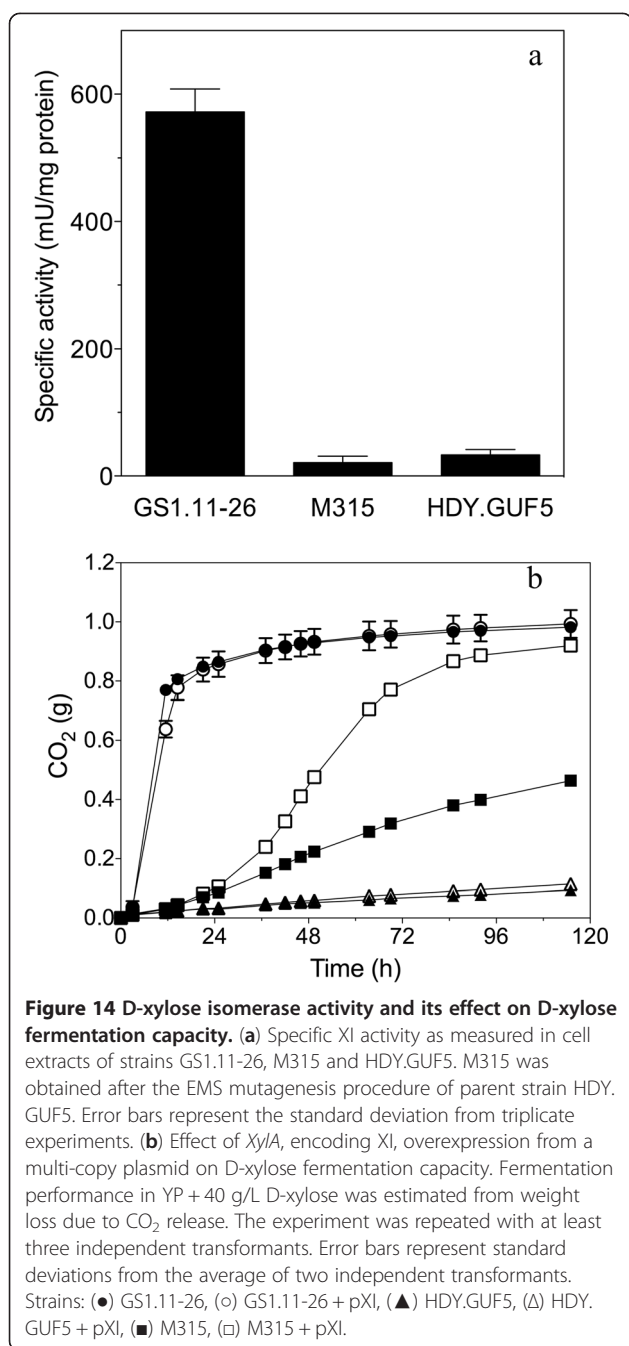 a
Specific activity (mU/mg protein)
600
400
200
0
GS1.11-26 M315 HDY.GUF5
b
CO₂ (g)
1.2
1.0
0.8
0.6
0.4
0.2
0.0
0 24 48 72 96 120
Time (h)
Figure 14 D-xylose isomerase activity and its effect on D-xylose
fermentation capacity. (a) Specific XI activity as measured in cell
extracts of strains GS1.11-26, M315 and HDY.GUF5. M315 was
obtained after the EMS mutagenesis procedure of parent strain HDY.
GUF5. Error bars represent the standard deviation from triplicate
experiments. (b) Effect of XylA, encoding XI, overexpression from a
multi-copy plasmid on D-xylose fermentation capacity. Fermentation
performance in YP + 40 g/L D-xylose was estimated from weight
loss due to CO₂ release. The experiment was repeated with at least
three independent transformants. Error bars represent standard
deviations from the average of two independent transformants.
Strains: (●) GS1.11-26, (○) GS1.11-26 + pXI, (▲) HDY.GUF5, (Δ) HDY.
GUF5 + pXI, (■) M315, (□) M315 + pXI.